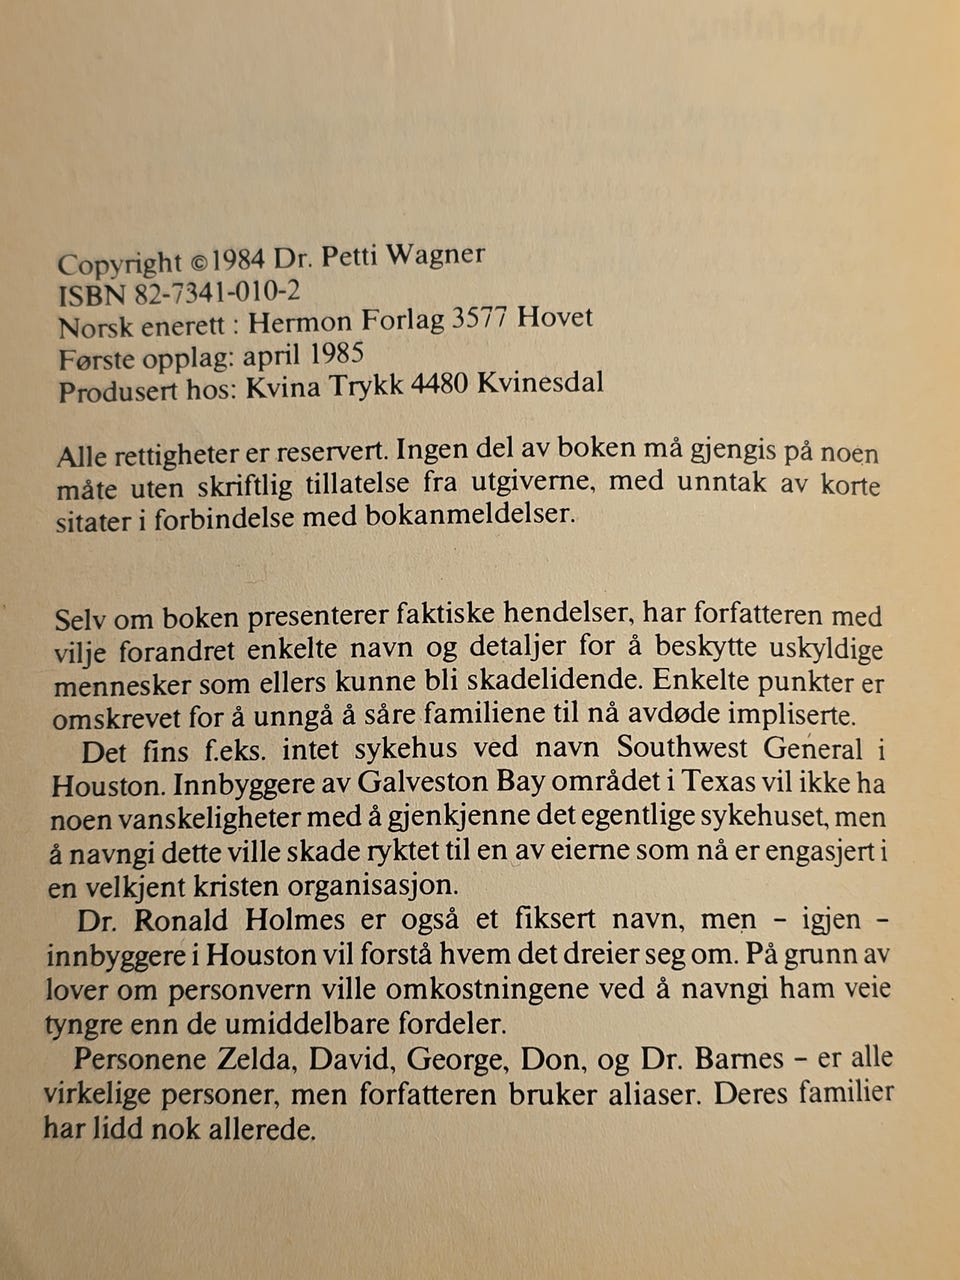 Copyright ©1984 Dr. Petti Wagner
ISBN 82-7341-010-2
Norsk enerett : Hermon Forlag 3577 Hovet
Første opplag: april 1985
Produsert hos: Kvina Trykk 4480 Kvinesdal
Alle rettigheter er reservert. Ingen del av boken må gjengis på noen
måte uten skriftlig tillatelse fra utgiverne, med unntak av korte
sitater i forbindelse med bokanmeldelser.
Selv om boken presenterer faktiske hendelser, har forfatteren med
vilje forandret enkelte navn og detaljer for å beskytte uskyldige
mennesker som ellers kunne bli skadelidende. Enkelte punkter er
omskrevet for å unngå å såre familiene til nå avdøde impliserte.
Det fins f.eks. intet sykehus ved navn Southwest General i
Houston. Innbyggere av Galveston Bay området i Texas vil ikke ha
noen vanskeligheter med å gjenkjenne det egentlige sykehuset, men
å navngi dette ville skade ryktet til en av eierne som nå er engasjert i
en velkjent kristen organisasjon.
Dr. Ronald Holmes er også et fiksert navn, men – igjen –
innbyggere i Houston vil forstå hvem det dreier seg om. På grunn av
lover om personvern ville omkostningene ved å navngi ham veie
tyngre enn de umiddelbare fordeler.
Personene Zelda, David, George, Don, og Dr. Barnes – er alle
virkelige personer, men forfatteren bruker aliaser. Deres familier
har lidd nok allerede.